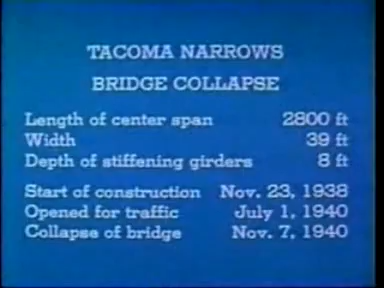 TACOMA NARROWS
BRIDGE COLLAPSE
Length of center span 2800 ft
Width 39 ft
Depth of stiffening girders 8 ft
Start of construction Nov. 23, 1938
Opened for traffic July 1, 1940
Collapse of bridge Nov. 7, 1940